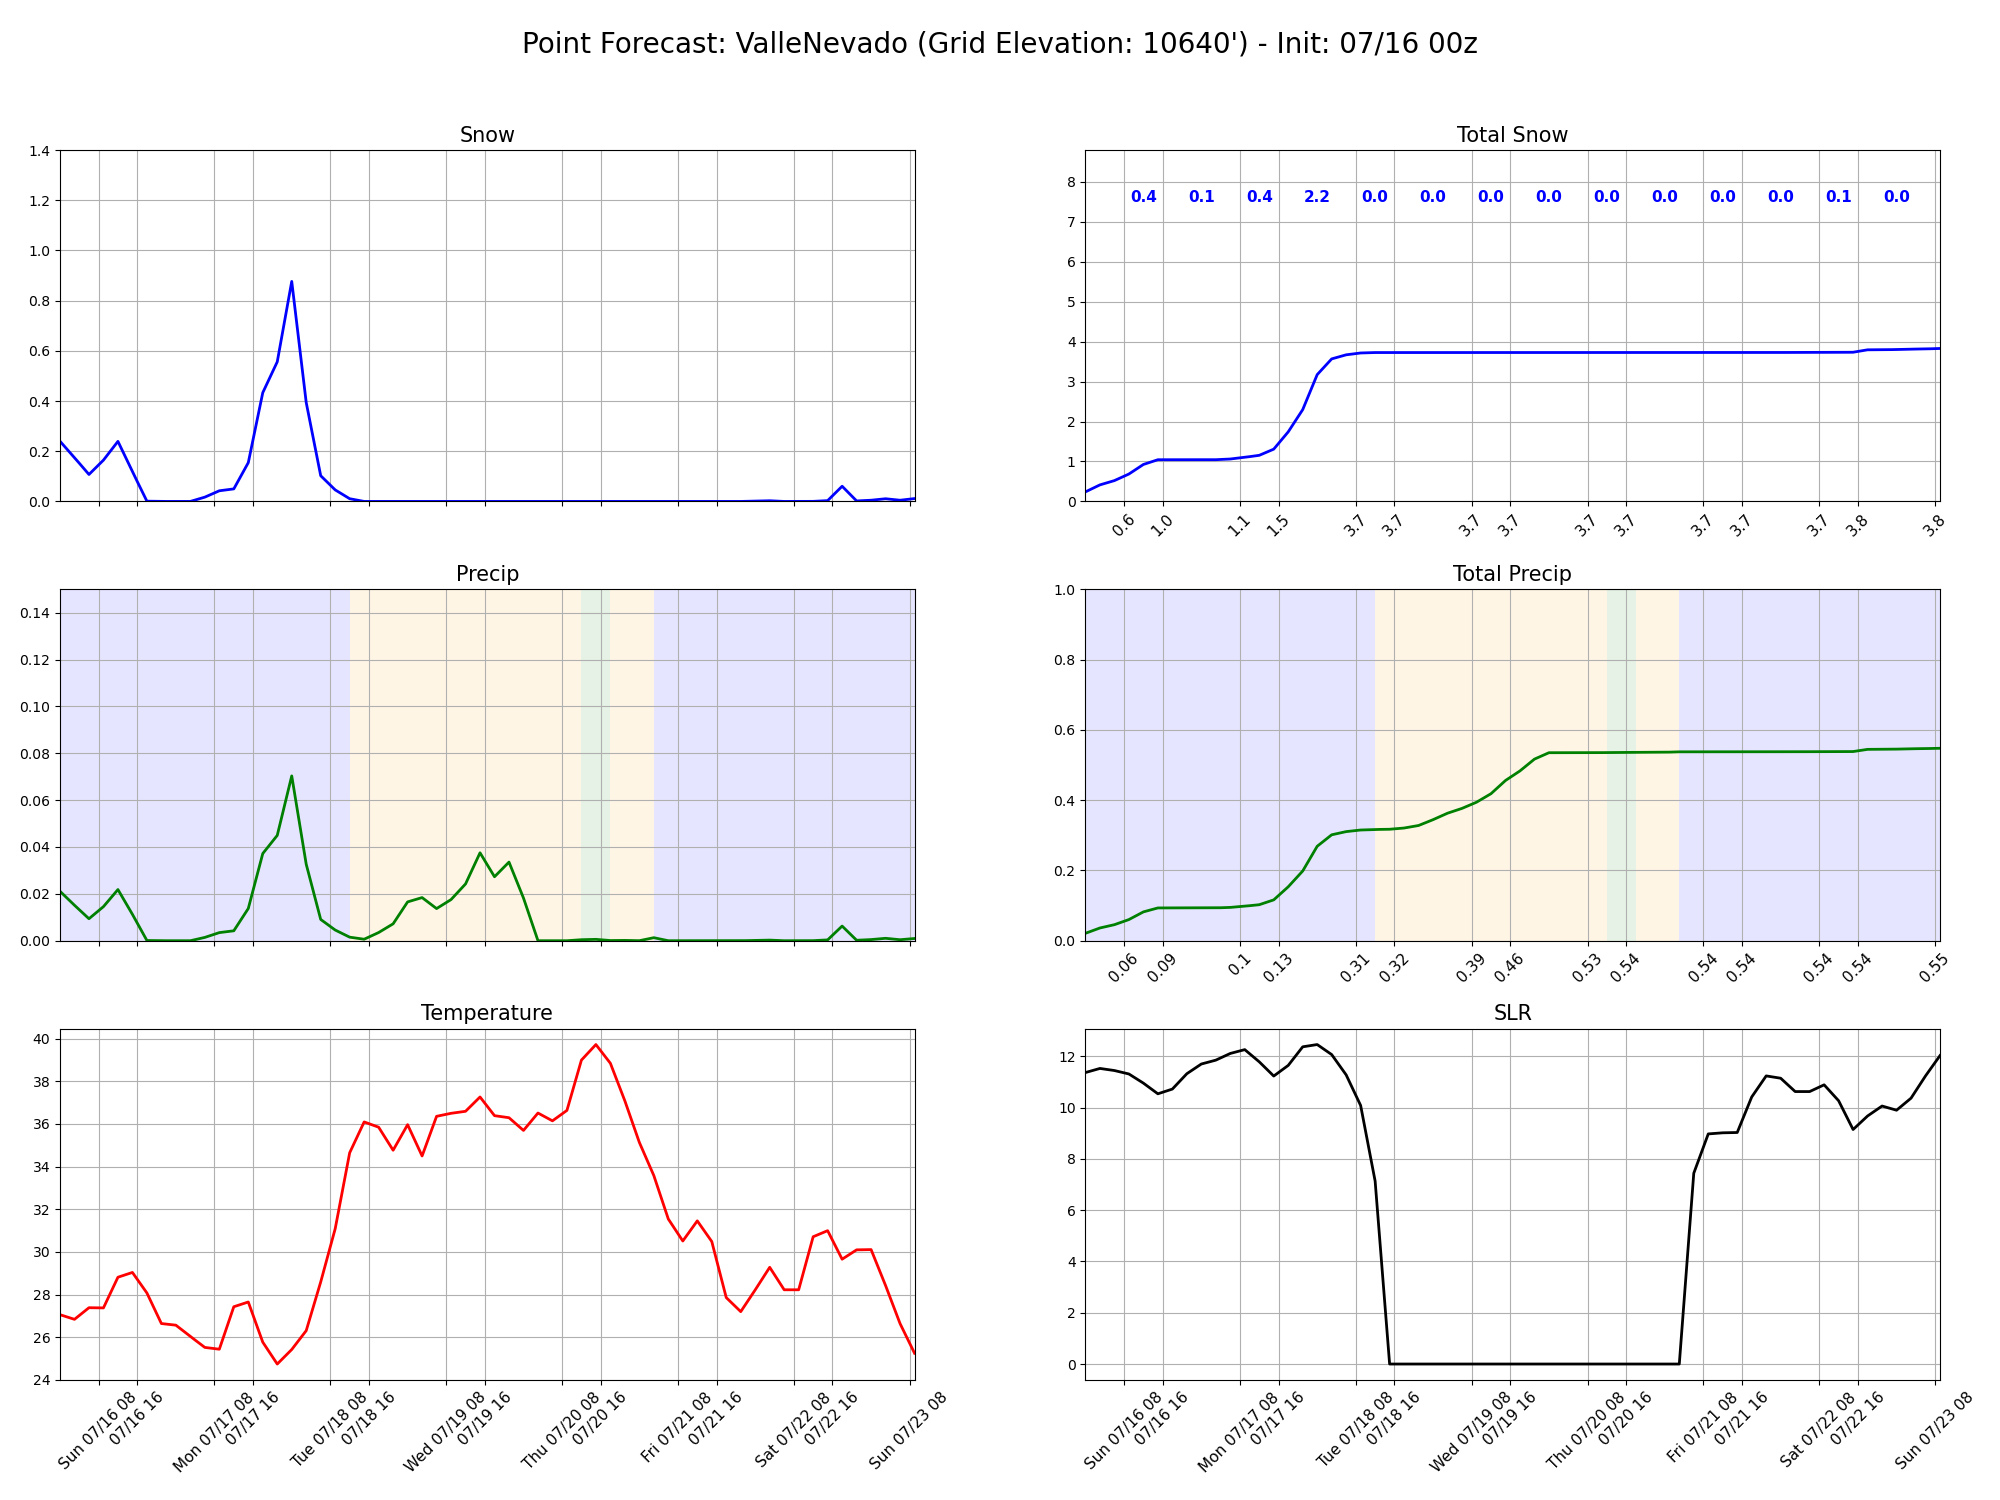 Point Forecast: ValleNevado (Grid Elevation: 10640') - Init: 07/16 00z
Snow
1.4
1.2
1.0
0.8
0.6
0.4
0.2
0.0
Total Snow
8
7
6
5
4
3
2
1
0
0.4 0.1 0.4 2.2 0.0 0.0 0.0 0.0 0.0 0.0 0.0 0.0 0.1 0.0
0.6 1.0 1.1 1.5 3.7 3.7 3.7 3.7 3.7 3.7 3.7 3.7 3.7 3.8 3.8
Precip
0.14
0.12
0.10
0.08
0.06
0.04
0.02
0.00
Total Precip
1.0
0.8
0.6
0.4
0.2
0.0
0.06 0.09 0.1 0.13 0.31 0.32 0.39 0.46 0.53 0.54 0.54 0.54 0.54 0.54 0.55
Temperature
40
38
36
34
32
30
28
26
24
Sun 07/16 08
07/16 16
Mon 07/17 08
07/17 16
Tue 07/18 08
07/18 16
Wed 07/19 08
07/19 16
Thu 07/20 08
07/20 16
Fri 07/21 08
07/21 16
Sat 07/22 08
07/22 16
Sun 07/23 08
SLR
12
10
8
6
4
2
0
Sun 07/16 08
07/16 16
Mon 07/17 08
07/17 16
Tue 07/18 08
07/18 16
Wed 07/19 08
07/19 16
Thu 07/20 08
07/20 16
Fri 07/21 08
07/21 16
Sat 07/22 08
07/22 16
Sun 07/23 08